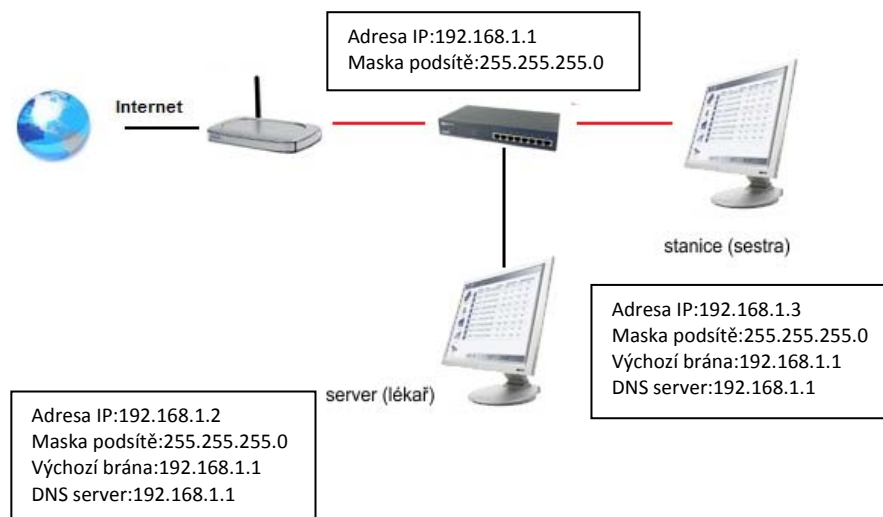 Adresa IP:192.168.1.1
Maska podsítě:255.255.255.0
Internet
stanice (sestra)
Adresa IP:192.168.1.3
Maska podsítě:255.255.255.0
Výchozí brána:192.168.1.1
DNS server:192.168.1.1
server (lékař)
Adresa IP:192.168.1.2
Maska podsítě:255.255.255.0
Výchozí brána:192.168.1.1
DNS server:192.168.1.1